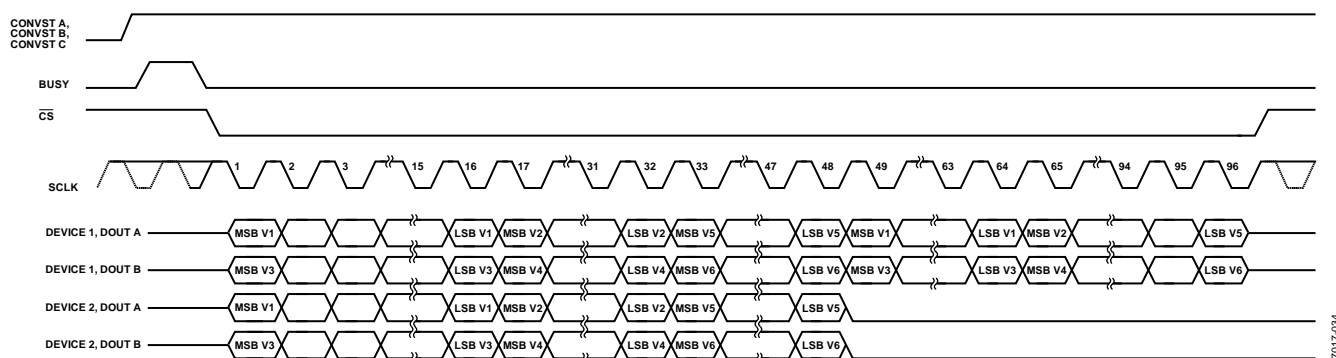 CONVST A,
CONVST B,
CONVST C
BUSY
CS
SCLK
1 2 3 15 16 17 31 32 33 47 48 49 63 64 65 94 95 96
DEVICE 1, DOUT A MSB V1 LSB V1 MSB V2 LSB V2 MSB V5 LSB V5 MSB V1 LSB V1 MSB V2 LSB V5
DEVICE 1, DOUT B MSB V3 LSB V3 MSB V4 LSB V4 MSB V6 LSB V6 MSB V3 LSB V3 MSB V4 LSB V6
DEVICE 2, DOUT A MSB V1 LSB V1 MSB V2 LSB V2 MSB V5 LSB V5
DEVICE 2, DOUT B MSB V3 LSB V3 MSB V4 LSB V4 MSB V6 LSB V6